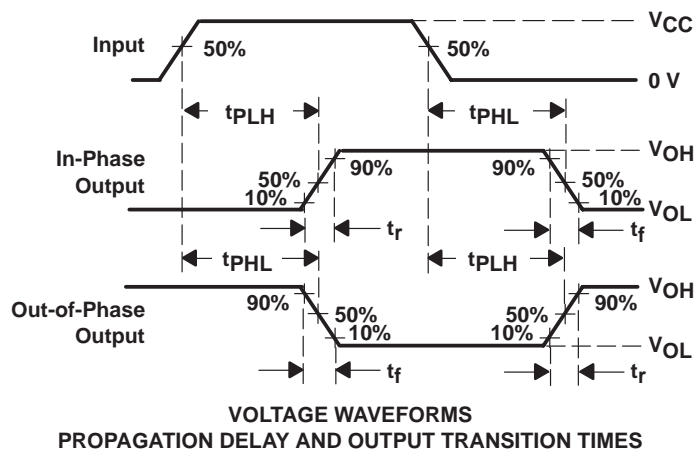 Input
50%
50%
VCC
0 V
tPLH
tPHL
In-Phase
Output
50%
10%
90%
90%
50%
10%
VOH
VOL
tr
tf
tPHL
tPLH
Out-of-Phase
Output
90%
50%
10%
10%
50%
90%
VOH
VOL
tf
tr
VOLTAGE WAVEFORMS
PROPAGATION DELAY AND OUTPUT TRANSITION TIMES